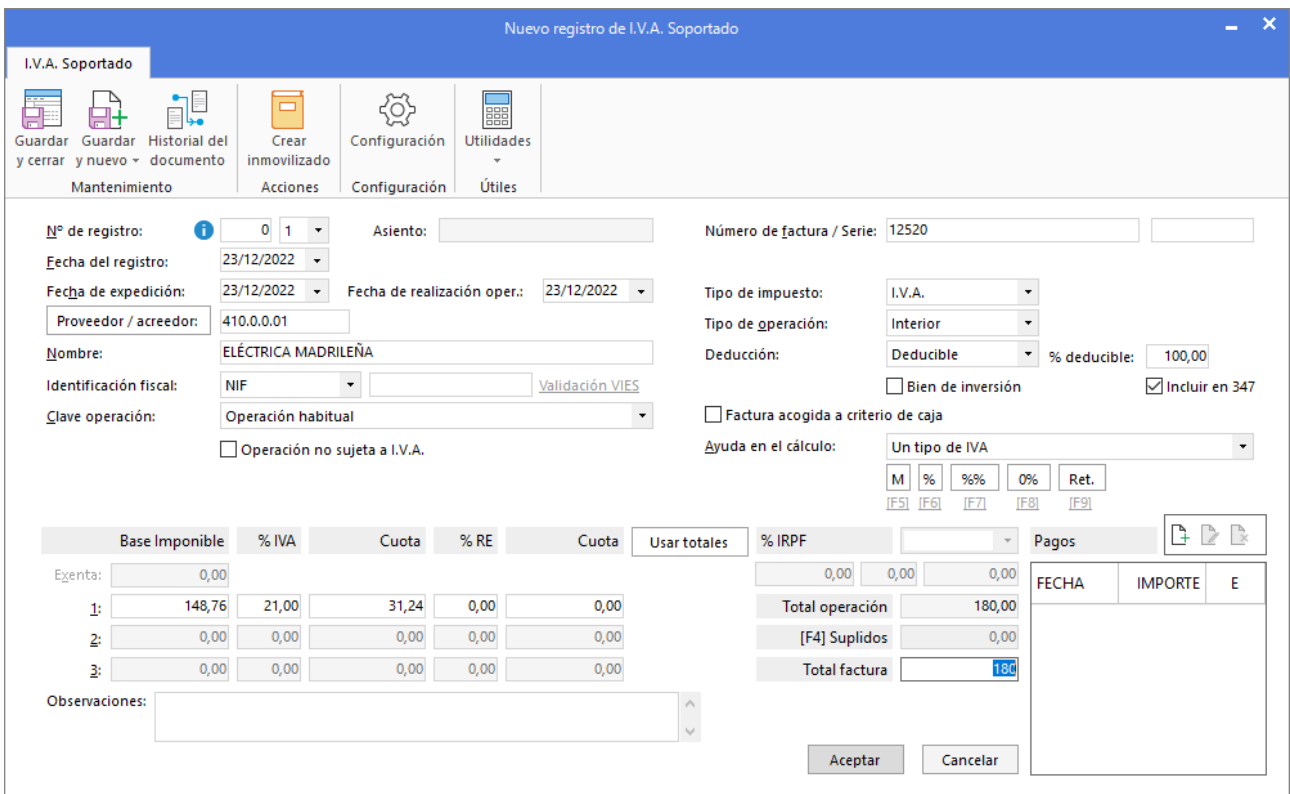 Nuevo registro de I.V.A. Soportado
I.V.A. Soportado
Guardar y cerrar
Guardar y nuevo
Historial del documento
Mantenimiento
Crear inmovilizado
Acciones
Configuración
Configuración
Utilidades
Útiles
Nº de registro: 0 1 Asiento: Número de factura / Serie: 12520
Fecha del registro: 23/12/2022
Fecha de expedición: 23/12/2022 Fecha de realización oper.: 23/12/2022 Tipo de impuesto: I.V.A.
Proveedor / acreedor: 410.0.0.01 Tipo de operación: Interior
Nombre: ELÉCTRICA MADRILEÑA Deducción: Deducible % deducible: 100,00
Identificación fiscal: NIF Validación VIES Bien de inversión Incluir en 347
Clave operación: Operación habitual Factura acogida a criterio de caja
Operación no sujeta a I.V.A. Ayuda en el cálculo: Un tipo de IVA
M % %% 0% Ret.
[F5] [F6] [F7] [F8] [F9]
Base Imponible % IVA Cuota % RE Cuota Usar totales % IRPF Pagos
Exenta: 0,00 0,00 0,00 0,00 FECHA IMPORTE E
1: 148,76 21,00 31,24 0,00 0,00 Total operación 180,00
2: 0,00 0,00 0,00 0,00 0,00 [F4] Suplidos 0,00
3: 0,00 0,00 0,00 0,00 0,00 Total factura 180
Observaciones:
Aceptar Cancelar